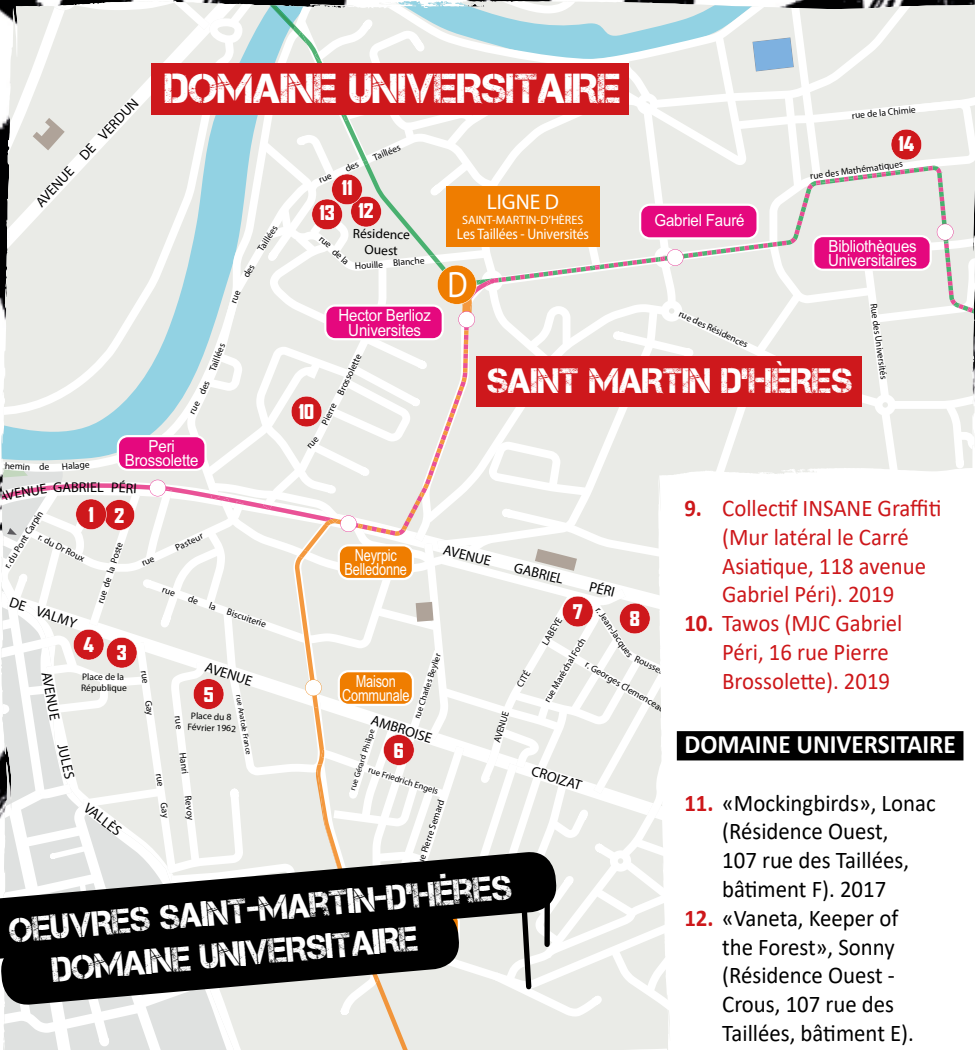 DOMAINE UNIVERSITAIRE
AVENUE DE VERDUN
rue de la Chimie
14
rue des Mathématiques
rue des Taillées
11
13
12
Résidence
Ouest
LIGNE D
SAINT-MARTIN-D'HÈRES
Les Taillées - Universités
Gabriel Fauré
Bibliothèques
Universitaires
rue des Taillées
rue de la Houille Blanche
D
Hector Berlioz
Universites
rue des Résidences
Rue des Universités
rue des Taillées
rue Pierre Brossolette
SAINT MARTIN D'HÈRES
10
Peri
Brossolette
hemin de Halage
AVENUE GABRIEL PÉRI
1
2
r. du Pont Carpin
r. du Dr Roux
rue de la Poste
rue Pasteur
Neyrpic
Belledonne
AVENUE GABRIEL PÉRI
rue de la Biscuiterie
DE VALMY
7
8
LABEYE
r. Jean-Jacques Rousse
4
3
Place de la
République
rue Gay
AVENUE
5
Place du 8
Février 1962
rue Anatole France
Maison
Communale
rue Charles Beylier
CITÉ
rue Maréchal Foch
r. Georges Clemenceau
AVENUE
AVENUE JULES VALLÈS
rue Hanri Revoy
rue Gay
AMBROISE
6
rue Gérard Philipe
rue Friedrich Engels
CROIZAT
ue Pierre Semard
OEUVRES SAINT-MARTIN-D'HÈRES
DOMAINE UNIVERSITAIRE
9. Collectif INSANE Graffiti
(Mur latéral le Carré
Asiatique, 118 avenue
Gabriel Péri). 2019
10. Tawos (MJC Gabriel
Péri, 16 rue Pierre
Brossolette). 2019
DOMAINE UNIVERSITAIRE
11. «Mockingbirds», Lonac
(Résidence Ouest,
107 rue des Taillées,
bâtiment F). 2017
12. «Vaneta, Keeper of
the Forest», Sonny
(Résidence Ouest -
Crous, 107 rue des
Taillées, bâtiment E).